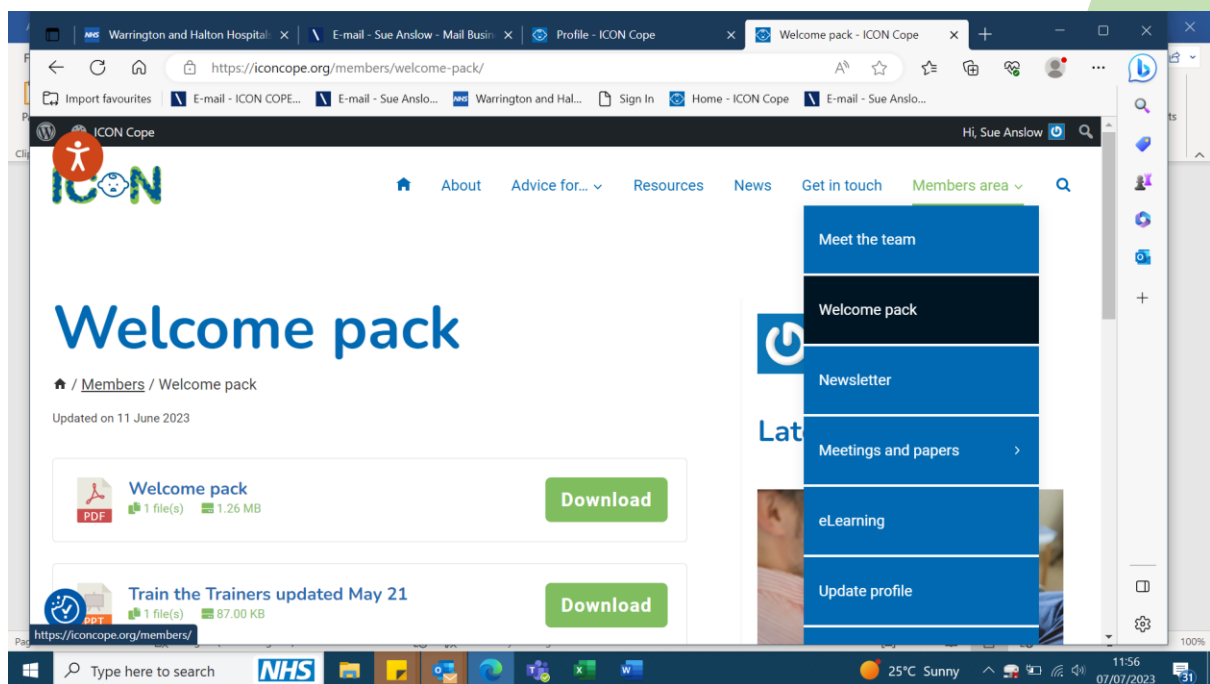 NHS Warrington and Halton Hospital
E-mail - Sue Anslow - Mail Busin
Profile - ICON Cope
Welcome pack - ICON Cope
https://iconcope.org/members/welcome-pack/
Import favourites
E-mail - ICON COPE...
E-mail - Sue Anslo...
NHS Warrington and Hal...
Sign In
Home - ICON Cope
E-mail - Sue Anslo...
ICON Cope
Hi, Sue Anslow
ICON
About
Advice for...
Resources
News
Get in touch
Members area
Meet the team
Welcome pack
Newsletter
Meetings and papers
eLearning
Update profile
Welcome pack
/ Members / Welcome pack
Updated on 11 June 2023
Late
PDF
Welcome pack
1 file(s) 1.26 MB
Download
PPT
Train the Trainers updated May 21
1 file(s) 87.00 KB
Download
https://iconcope.org/members/
100%
Type here to search
NHS
25°C Sunny
11:56
07/07/2023
31